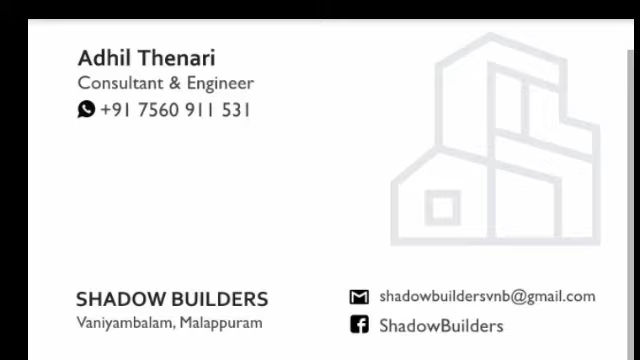 Adhil Thenari
Consultant & Engineer
+91 7560 911 531
SHADOW BUILDERS
Vaniyambalam, Malappuram
shadowbuildersvnb@gmail.com
ShadowBuilders